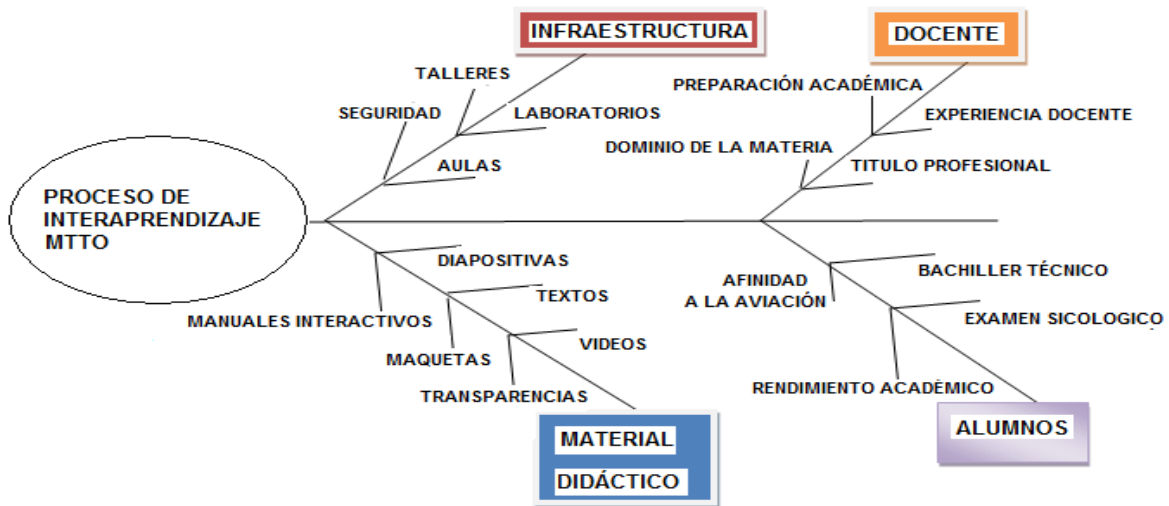 INFRAESTRUCTURA
DOCENTE
TALLERES
PREPARACIÓN ACADÉMICA
SEGURIDAD
LABORATORIOS
EXPERIENCIA DOCENTE
DOMINIO DE LA MATERIA
AULAS
TITULO PROFESIONAL
PROCESO DE
INTERAPRENDIZAJE
MTTO
DIAPOSITIVAS
AFINIDAD
A LA AVIACIÓN
BACHILLER TÉCNICO
TEXTOS
MANUALES INTERACTIVOS
EXAMEN SICOLOGICO
VIDEOS
MAQUETAS
RENDIMIENTO ACADÉMICO
TRANSPARENCIAS
ALUMNOS
MATERIAL
DIDÁCTICO